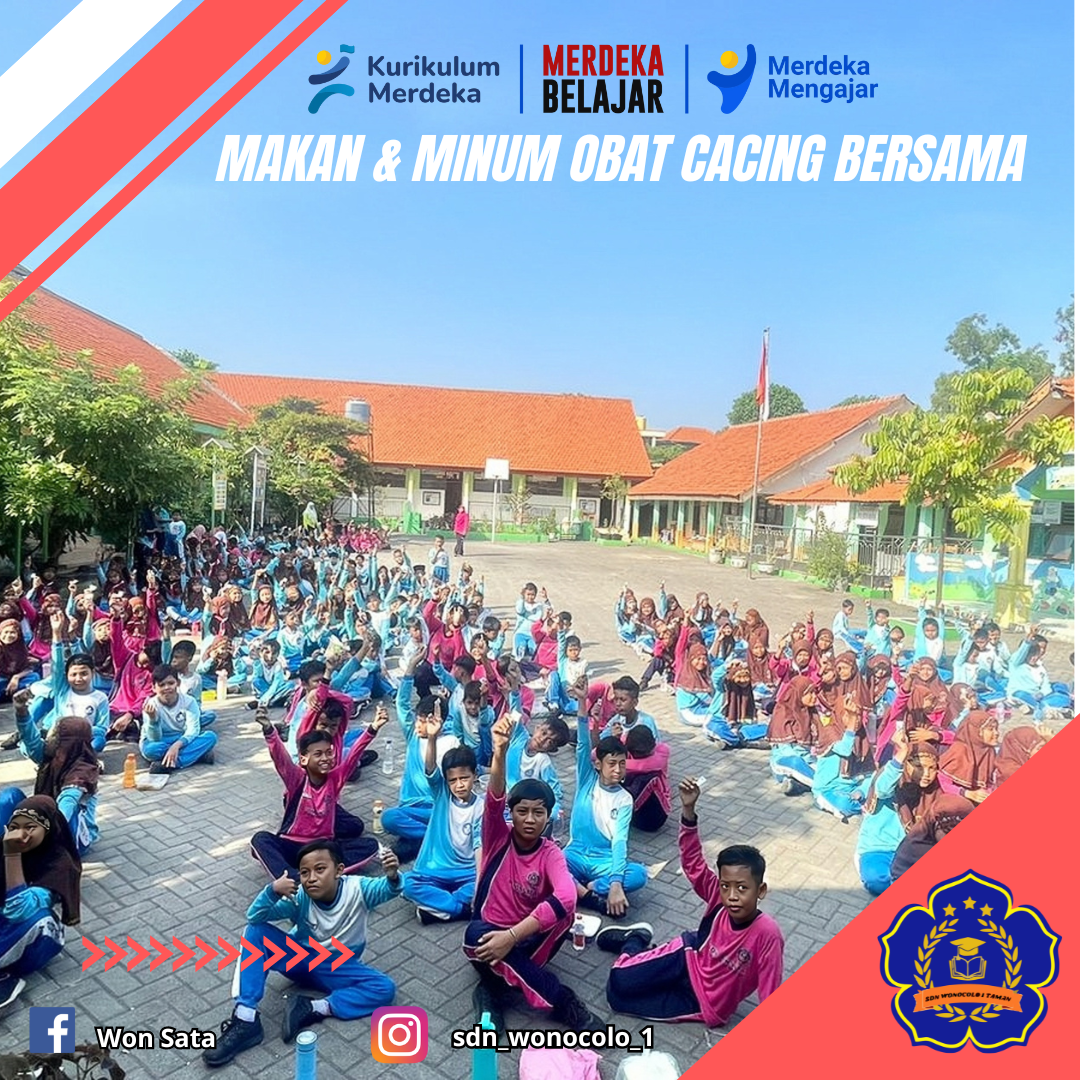 Kurikulum
Merdeka
MERDEKA
BELAJAR
Merdeka
Mengajar
MAKAN & MINUM OBAT CACING BERSAMA
SDN WONOCOLO 1 TAMAN
Won Sata
sdn_wonocolo_1